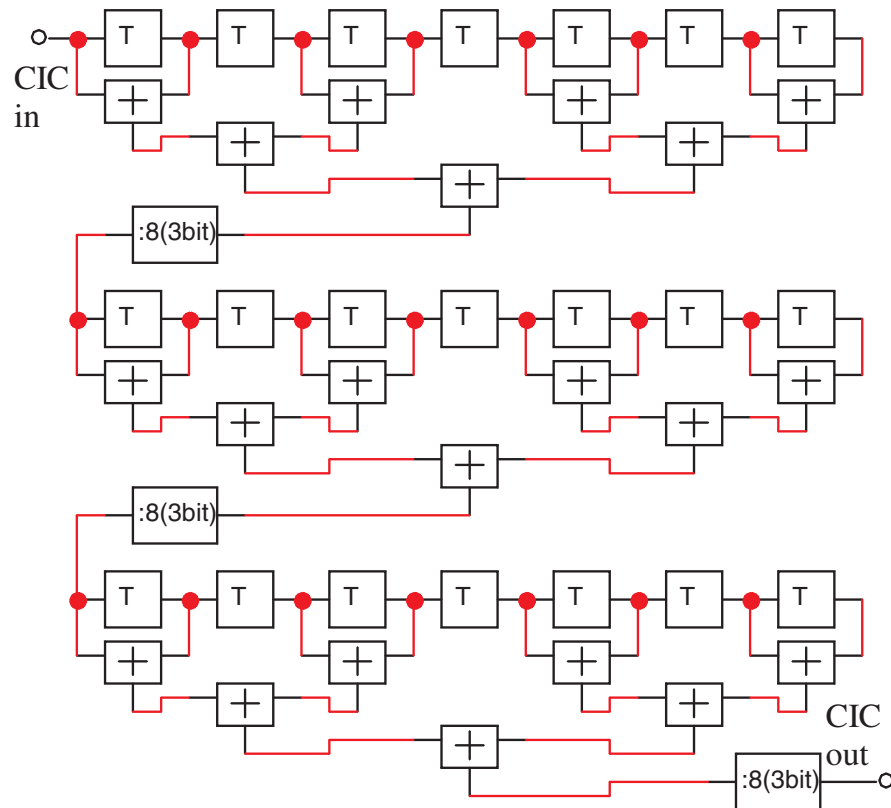 T T T T T T T
CIC
in
+ + + +
+ +
+
:8(3bit)
T T T T T T T
+ + + +
+ +
+
:8(3bit)
T T T T T T T
+ + + +
+ +
CIC
out
+
:8(3bit)